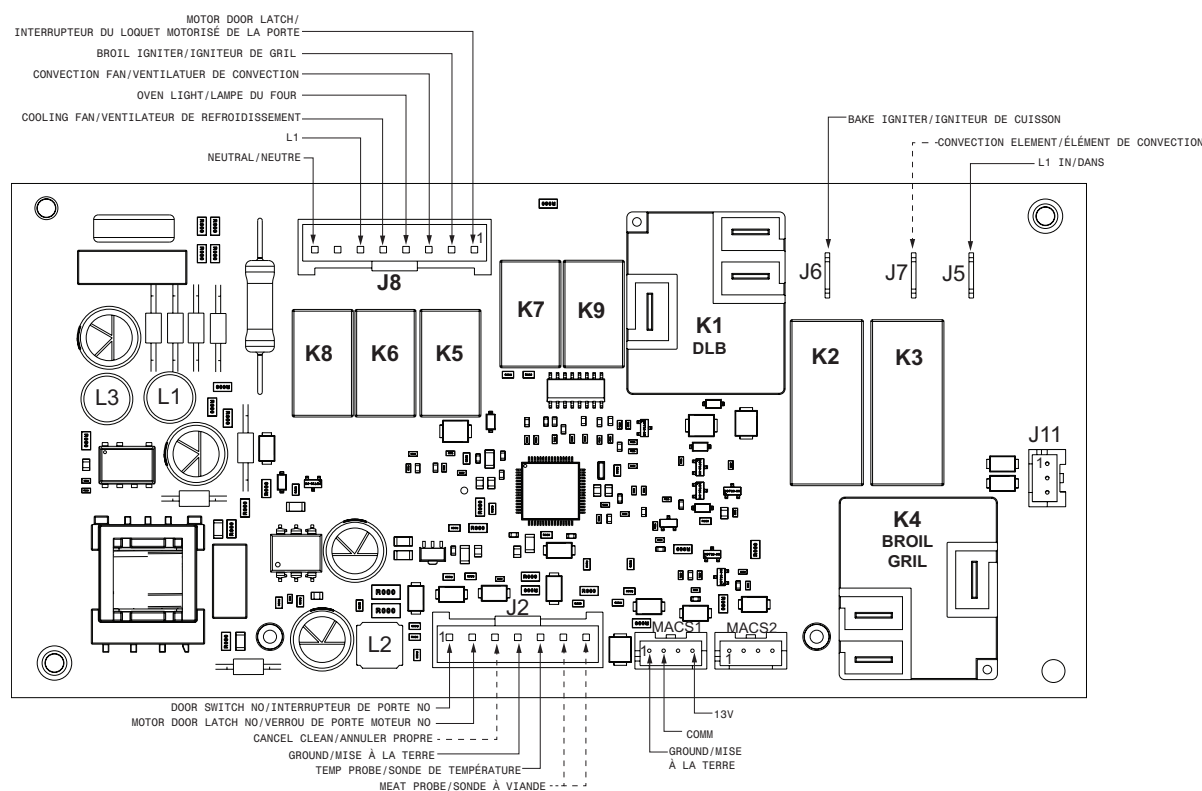 MOTOR DOOR LATCH/
INTERRUPTEUR DU LOQUET MOTORISÉ DE LA PORTE
BROIL IGNITER/IGNITEUR DE GRIL
CONVECTION FAN/VENTILATUER DE CONVECTION
OVEN LIGHT/LAMPE DU FOUR
COOLING FAN/VENTILATEUR DE REFROIDISSEMENT
L1
NEUTRAL/NEUTRE
BAKE IGNITER/IGNITEUR DE CUISSON
CONVECTION ELEMENT/ÉLÉMENT DE CONVECTION
L1 IN/DANS
1
J8
J6
J7
J5
K7
K9
K1
DLB
K8
K6
K5
K2
K3
L3
L1
J11
1
K4
BROIL
GRIL
R000
R000
R000
J2
1
L2
MACS1
1
MACS2
1
DOOR SWITCH NO/INTERRUPTEUR DE PORTE NO
MOTOR DOOR LATCH NO/VERROU DE PORTE MOTEUR NO
CANCEL CLEAN/ANNULER PROPRE
GROUND/MISE À LA TERRE
TEMP PROBE/SONDE DE TEMPÉRATURE
MEAT PROBE/SONDE À VIANDE
13V
COMM
GROUND/MISE
À LA TERRE